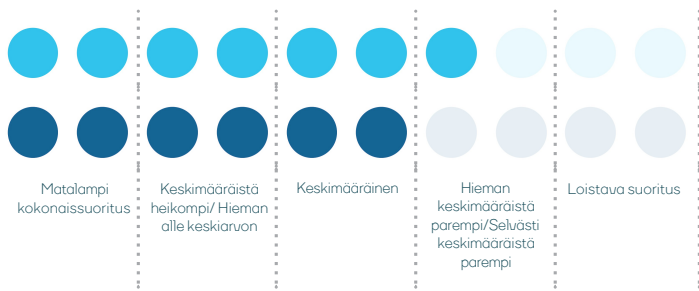 Matalampi
kokonaissuoritus
Keskimääräistä
heikompi/ Hieman
alle keskiarvon
Keskimääräinen
Hieman
keskimääräistä
parempi/Selvästi
keskimääräistä
parempi
Loistava suoritus